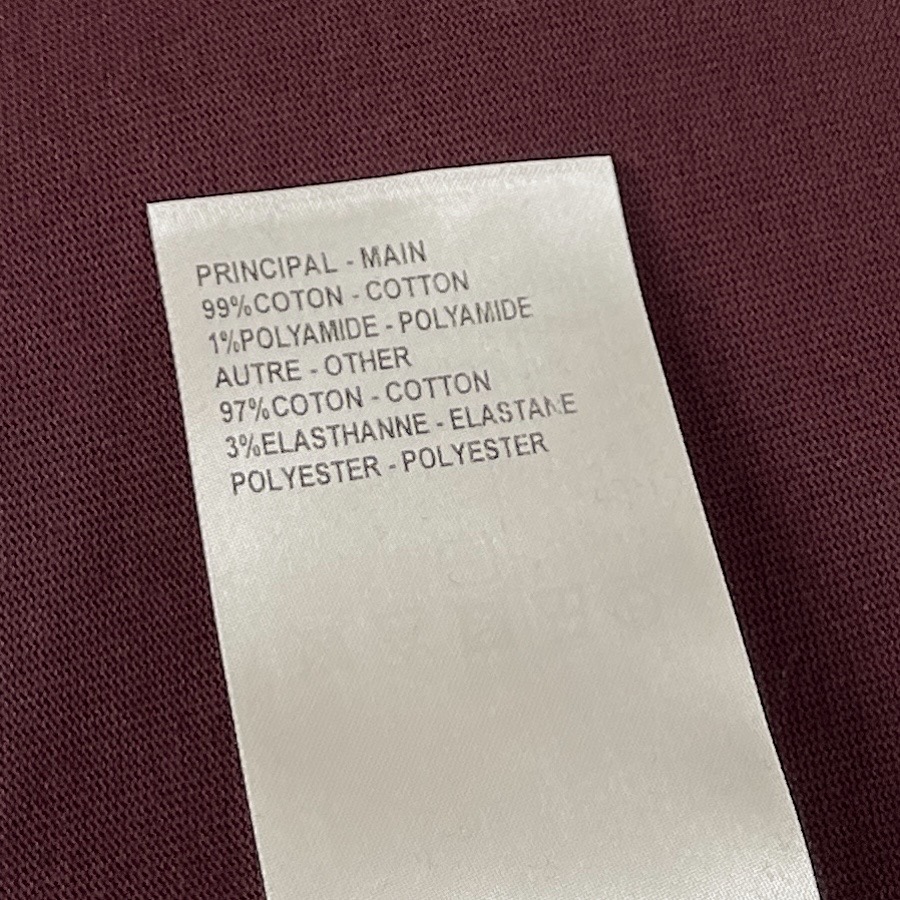 PRINCIPAL - MAIN
99%COTON - COTTON
1%POLYAMIDE - POLYAMIDE
AUTRE - OTHER
97%COTON - COTTON
3%ELASTHANNE - ELASTANE
POLYESTER - POLYESTER